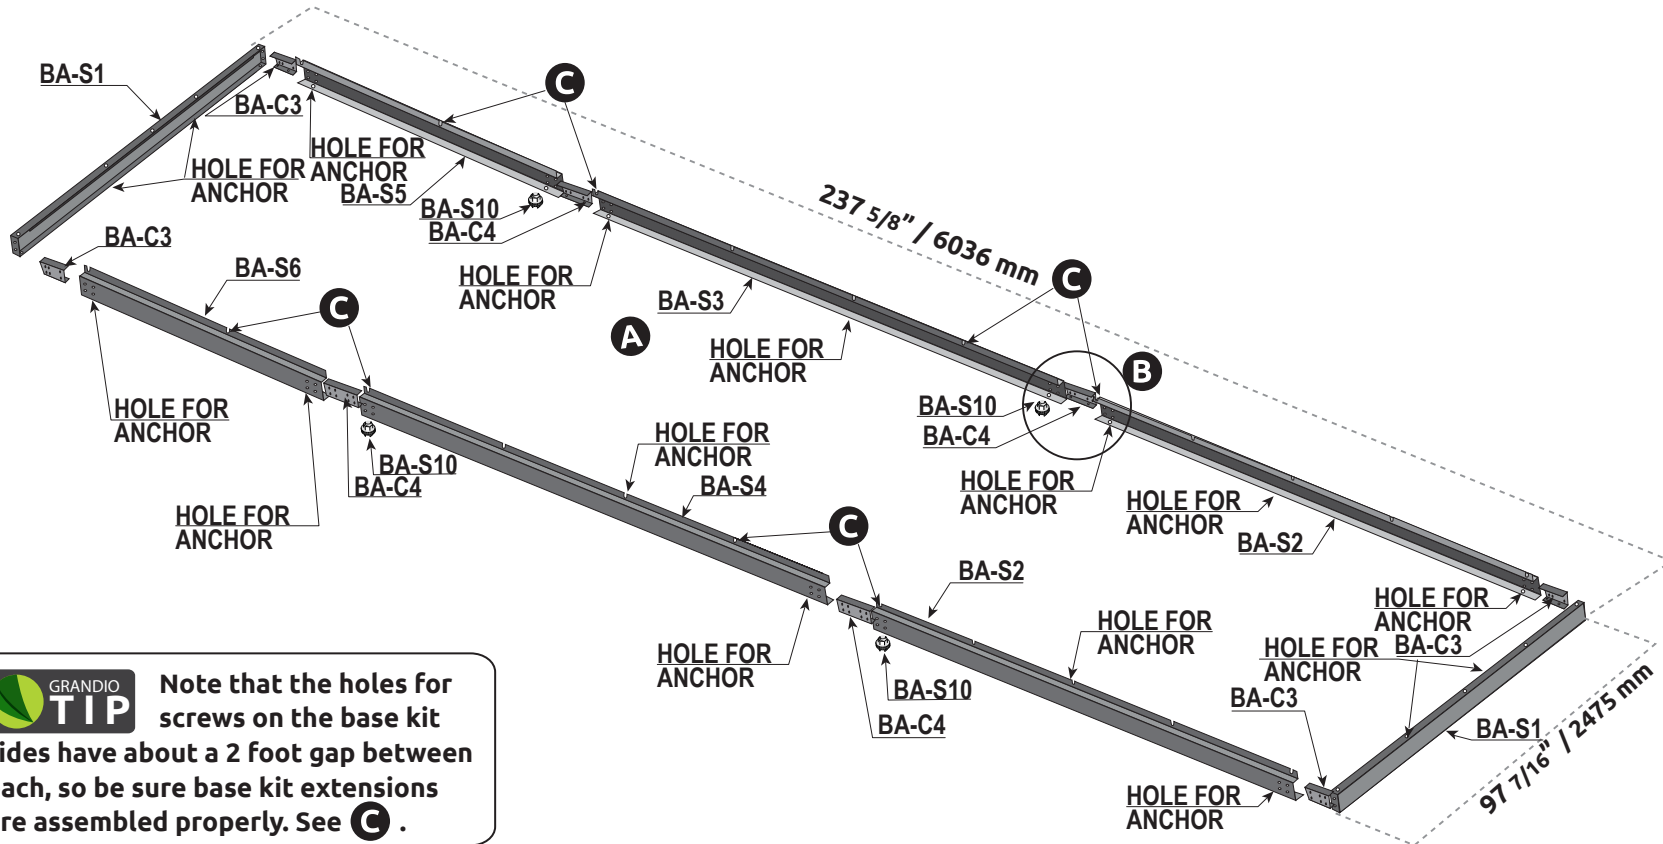 BA-S1
BA-C3
HOLE FOR
ANCHOR
HOLE FOR
ANCHOR
BA-S5
C
BA-S10
BA-C4
HOLE FOR
ANCHOR
237 5/8" / 6036 mm
BA-C3
BA-S6
C
A
BA-S3
HOLE FOR
ANCHOR
C
B
BA-S10
BA-C4
HOLE FOR
ANCHOR
HOLE FOR
ANCHOR
BA-S2
HOLE FOR
ANCHOR
HOLE FOR
ANCHOR
BA-S10
BA-C4
HOLE FOR
ANCHOR
BA-S4
C
HOLE FOR
ANCHOR
BA-S2
BA-S10
BA-C4
HOLE FOR
ANCHOR
HOLE FOR
ANCHOR
BA-C3
HOLE FOR
ANCHOR
BA-C3
BA-S1
HOLE FOR
ANCHOR
97 7/16" / 2475 mm
GRANDIO
TIP
Note that the holes for
screws on the base kit
ides have about a 2 foot gap between
ach, so be sure base kit extensions
re assembled properly. See C .